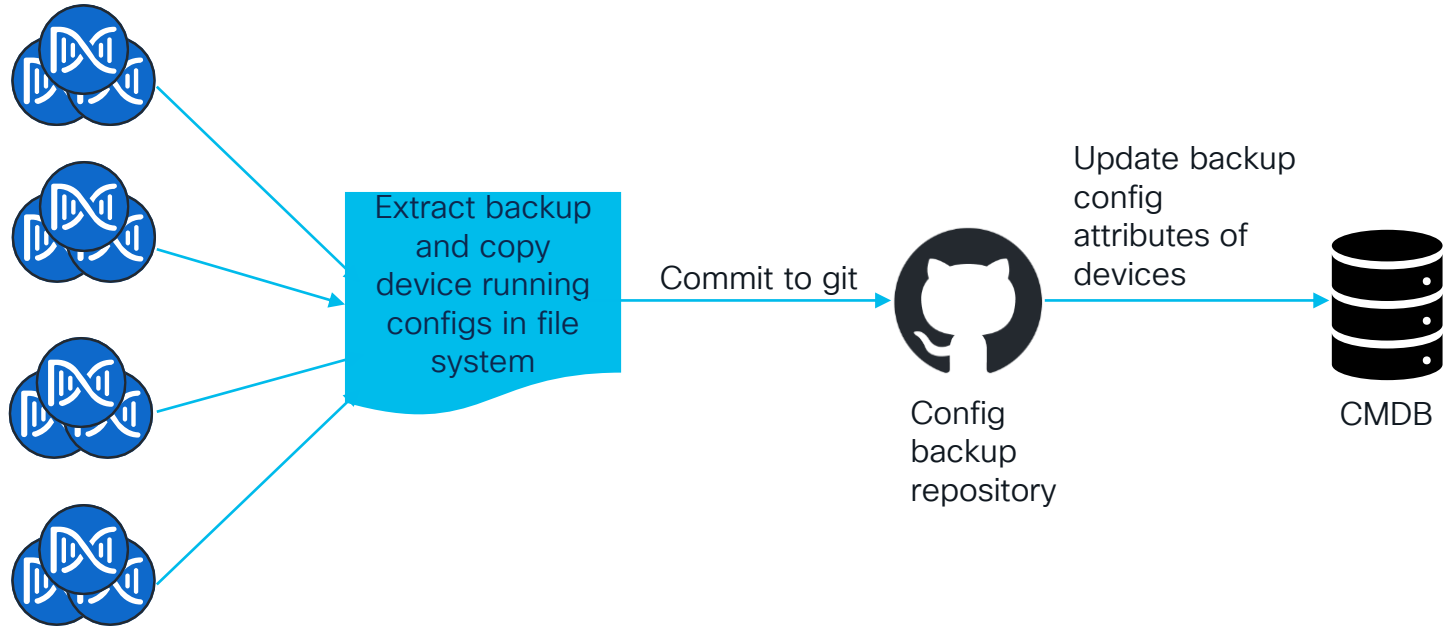 Extract backup
and copy
device running
configs in file
system
Commit to git
Update backup
config
attributes of
devices
Config
backup
repository
CMDB